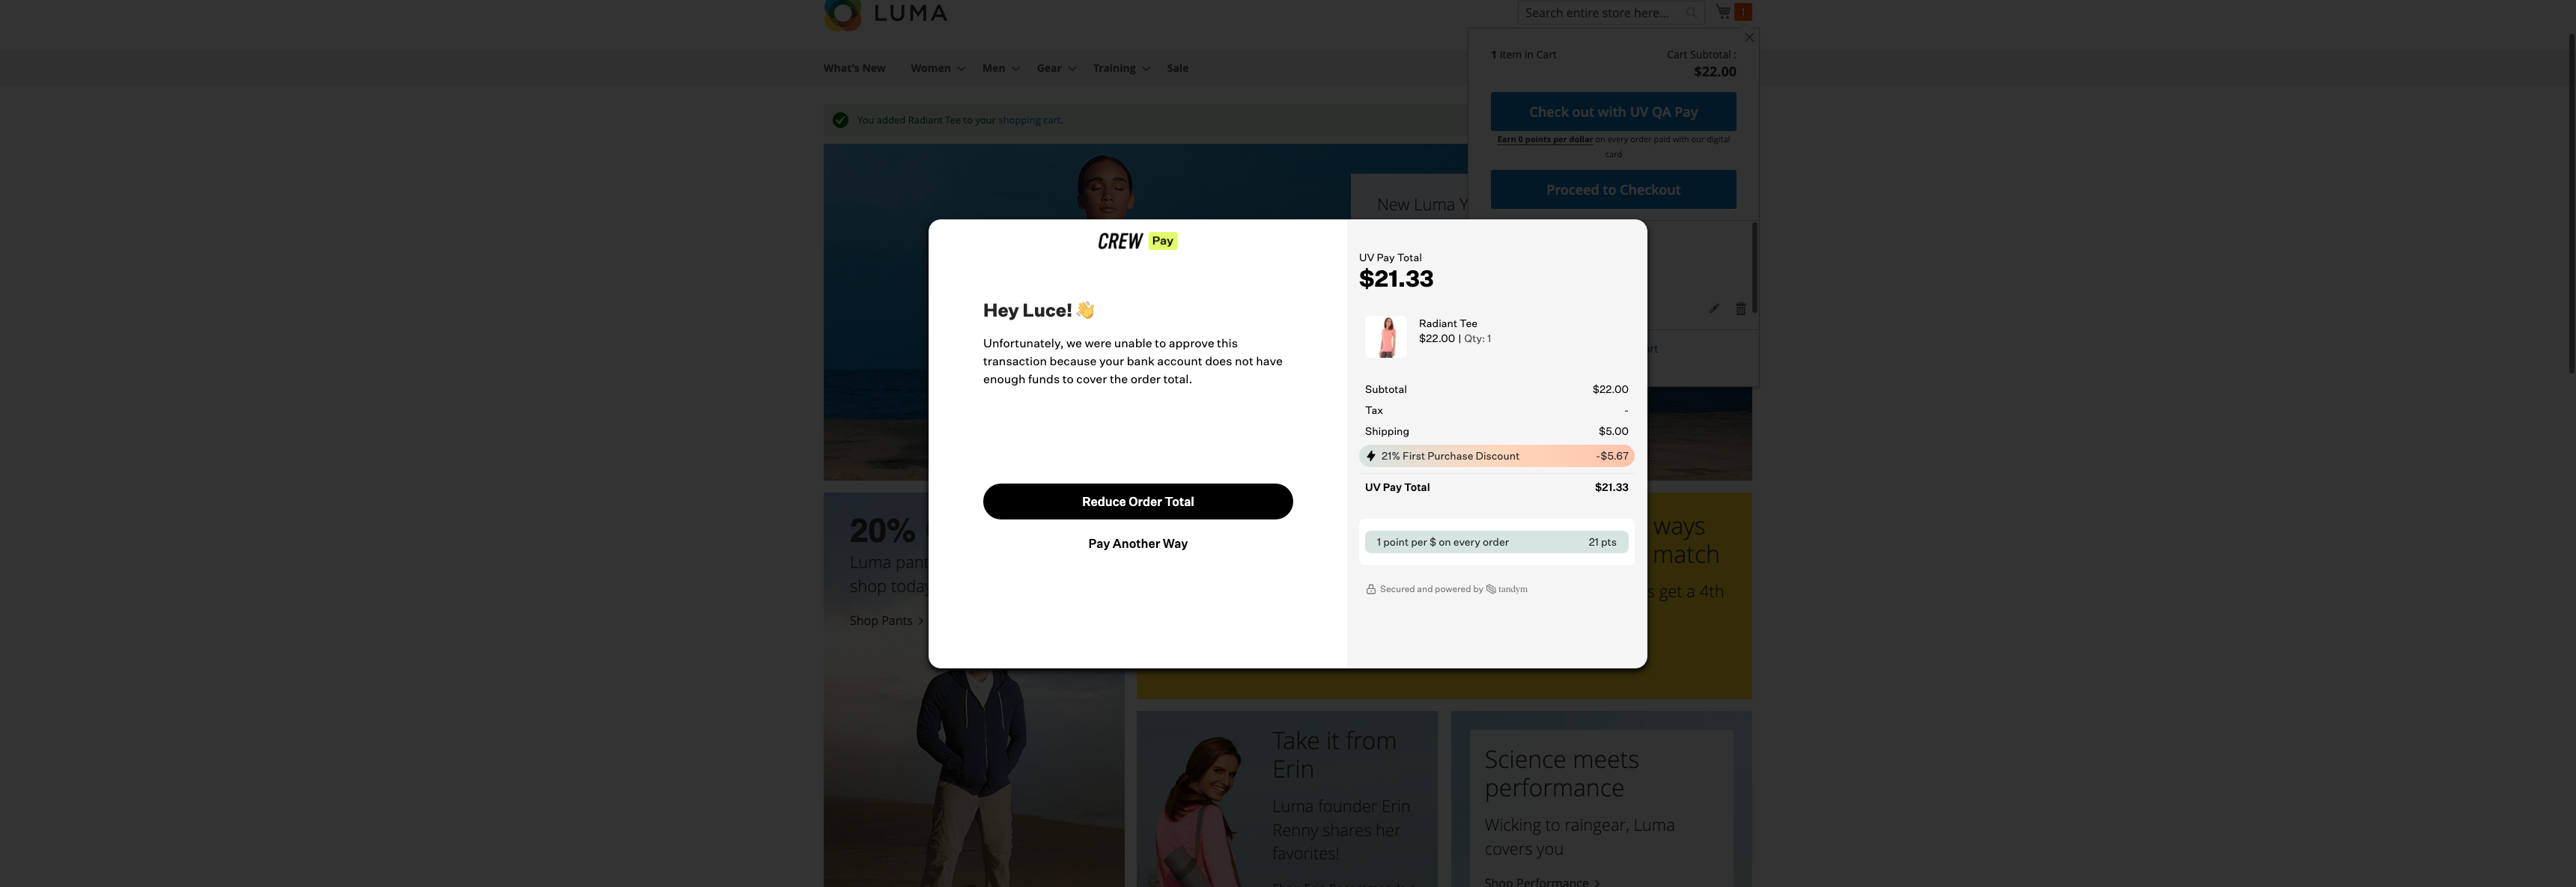 LUMA
Search entire store here...
1
What's New
Women
Men
Gear
Training
Sale
1 Item in Cart
Cart Subtotal :
$22.00
Check out with UV QA Pay
Earn 0 points per dollar on every order paid with our digital
card
Proceed to Checkout
You added Radiant Tee to your shopping cart.
New Luma Y
CREW Pay
Hey Luce! 👋
Unfortunately, we were unable to approve this
transaction because your bank account does not have
enough funds to cover the order total.
Reduce Order Total
Pay Another Way
UV Pay Total
$21.33
Radiant Tee
$22.00 | Qty: 1
Subtotal $22.00
Tax -
Shipping $5.00
21% First Purchase Discount -$5.67
UV Pay Total $21.33
1 point per $ on every order 21 pts
Secured and powered by tandym
20%
Luma pant
shop today
Shop Pants
ways
match
s get a 4th
Take it from
Erin
Luma founder Erin
Renny shares her
favorites!
Science meets
performance
Wicking to raingear, Luma
covers you
Shop Performance